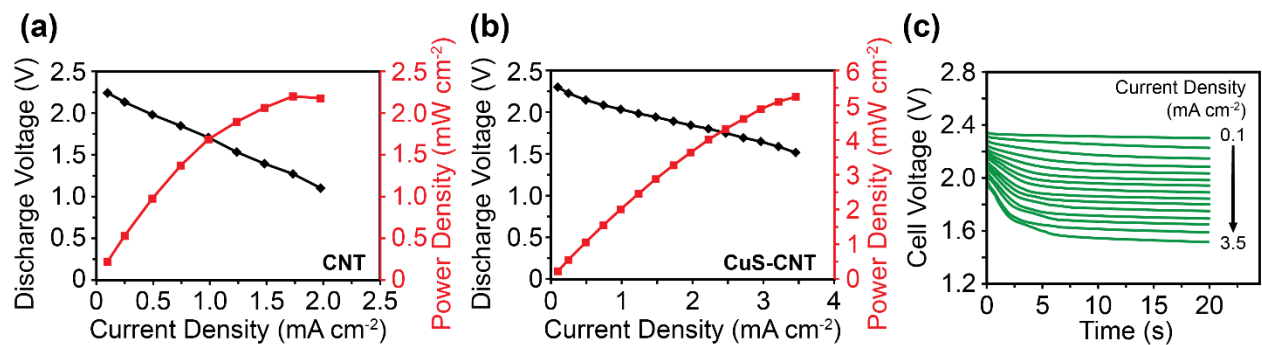 (a)
Discharge Voltage (V)
2.5
2.0
1.5
1.0
0.5
0
0 0.5 1.0 1.5 2.0 2.5
Current Density (mA cm-2)
2.5
2.0
1.5
1.0
0.5
0
Power Density (mW cm-2)
CNT
(b)
Discharge Voltage (V)
2.5
2.0
1.5
1.0
0.5
0
0 1 2 3 4
Current Density (mA cm-2)
6
5
4
3
2
1
0
Power Density (mW cm-2)
CuS-CNT
(c)
Cell Voltage (V)
2.8
2.4
2.0
1.6
1.2
0 5 10 15 20
Time (s)
Current Density
(mA cm-2)
0.1
3.5